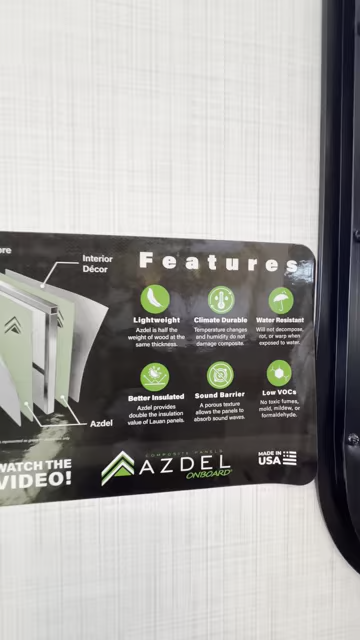 ore
Interior
Décor
Azdel
WATCH THE
VIDEO!
Features
Lightweight
Azdel is half the
weight of wood at the
same thickness.
Climate Durable
Temperature changes
and humidity do not
damage composite.
Water Resistant
Will not decompose,
rot, or warp when
exposed to water.
Better Insulated
Azdel provides
double the insulation
value of Lauan panels.
Sound Barrier
A porous texture
allows the panels to
absorb sound waves.
Low VOCs
No toxic fumes,
mold, mildew, or
formaldehyde.
COMPOSITE PANELS
AZDEL
ONBOARD
MADE IN
USA